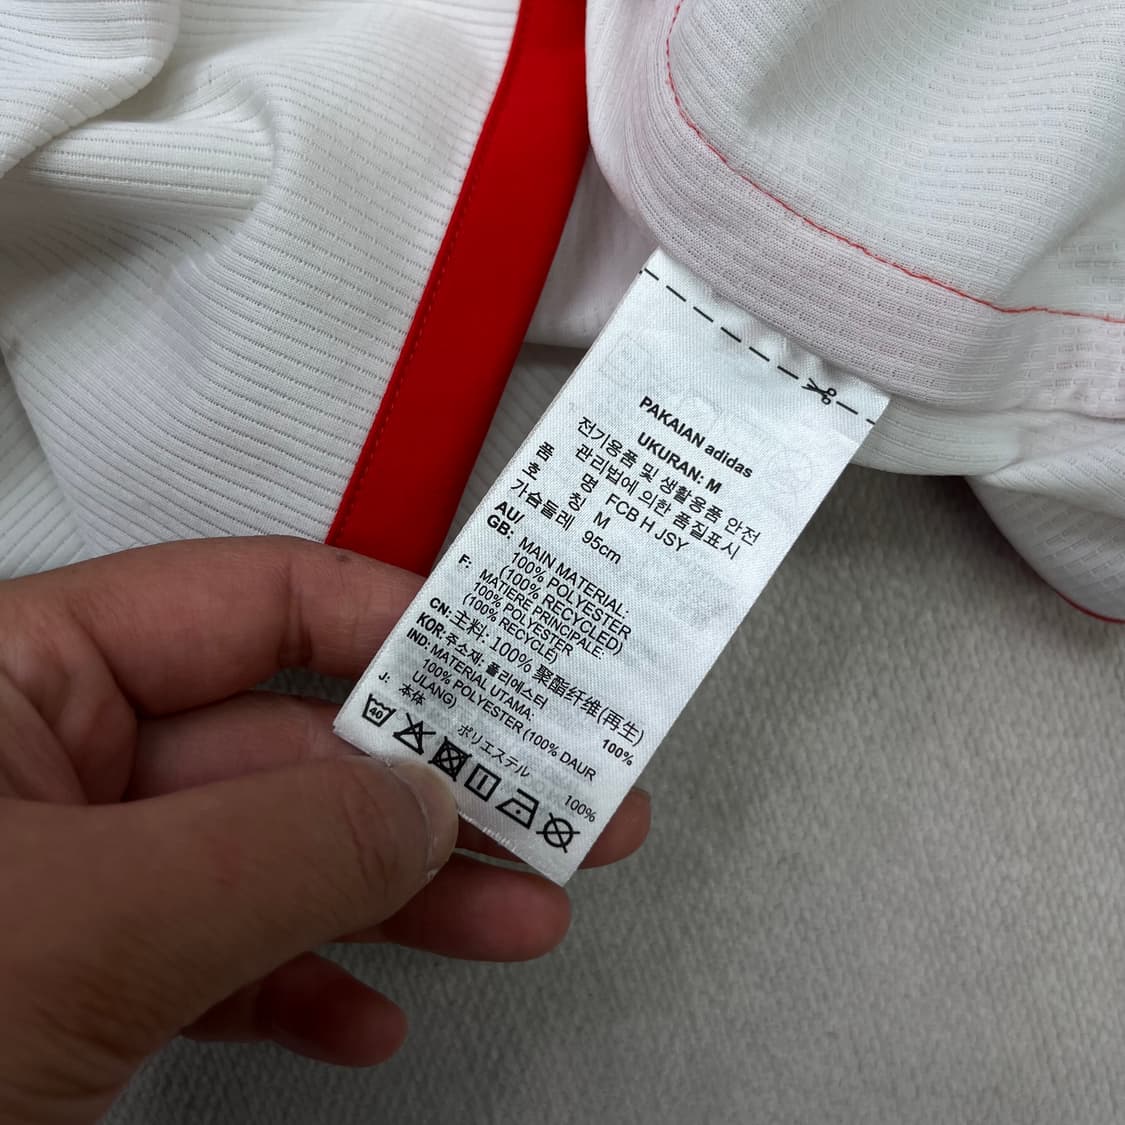 PAKAIAN adidas
UKURAN: M
전기용품 및 생활용품 안전
관리법에 의한 품질표시
품 명 FCB H JSY
호 칭 M
가슴둘레 95cm
AU/
GB: MAIN MATERIAL:
100% POLYESTER
(100% RECYCLED)
F: MATIERE PRINCIPALE:
100% POLYESTER
(100% RECYCLÉ)
CN: 主料: 100% 聚酯纤维(再生)
KOR: 주소재: 폴리에스터 100%
IND: MATERIAL UTAMA:
100% POLYESTER (100% DAUR
ULANG)
J: 本体 ポリエステル 100%
40